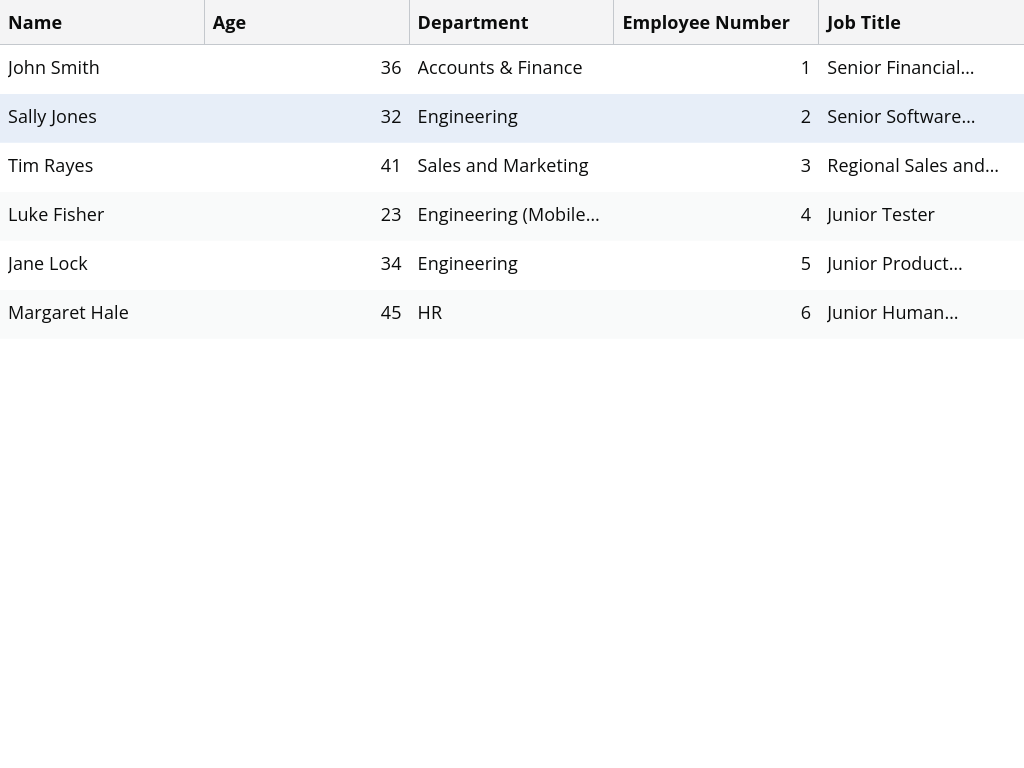 Name Age Department Employee Number Job Title
John Smith 36 Accounts & Finance 1 Senior Financial...
Sally Jones 32 Engineering 2 Senior Software...
Tim Rayes 41 Sales and Marketing 3 Regional Sales and...
Luke Fisher 23 Engineering (Mobile... 4 Junior Tester
Jane Lock 34 Engineering 5 Junior Product...
Margaret Hale 45 HR 6 Junior Human...